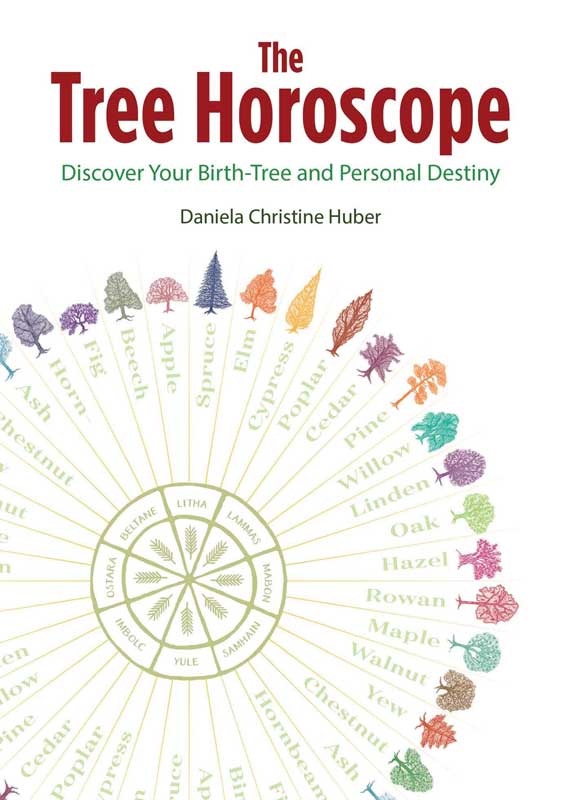 The
Tree Horoscope
Discover Your Birth-Tree and Personal Destiny
Daniela Christine Huber
Ash
Horn
Fig
Beech
Apple
Spruce
Elm
Cypress
Poplar
Cedar
Pine
Willow
Linden
Oak
Hazel
Rowan
Maple
Walnut
Yew
Chestnut
Ash
Hornbeam
LITHA
LAMMAS
MABON
SAMHAIN
YULE
IMBOLC
OSTARA
BELTANE
Cedar
Poplar